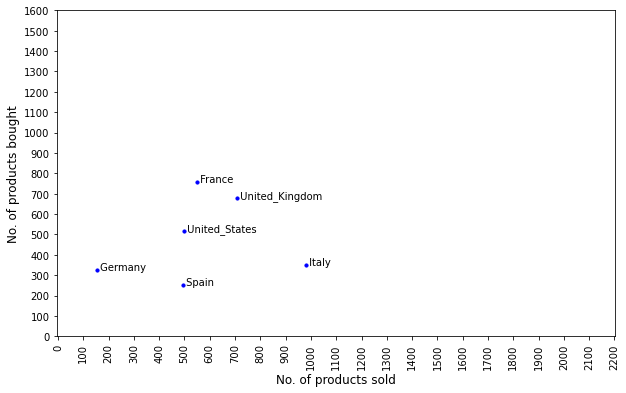 1600
1500
1400
1300
1200
1100
1000
900
800
700
600
500
400
300
200
100
0
No. of products bought
France
United_Kingdom
United_States
Germany
Italy
Spain
0 100 200 300 400 500 600 700 800 900 1000 1100 1200 1300 1400 1500 1600 1700 1800 1900 2000 2100 2200
No. of products sold